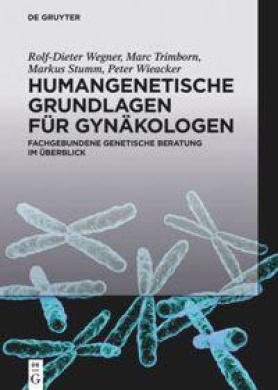 DE GRUYTER
Rolf-Dieter Wegner, Marc Trimborn,
Markus Stumm, Peter Wieacker
HUMANGENETISCHE
GRUNDLAGEN
FÜR GYNÄKOLOGEN
FACHGEBUNDENE GENETISCHE BERATUNG
IM ÜBERBLICK
DE
G